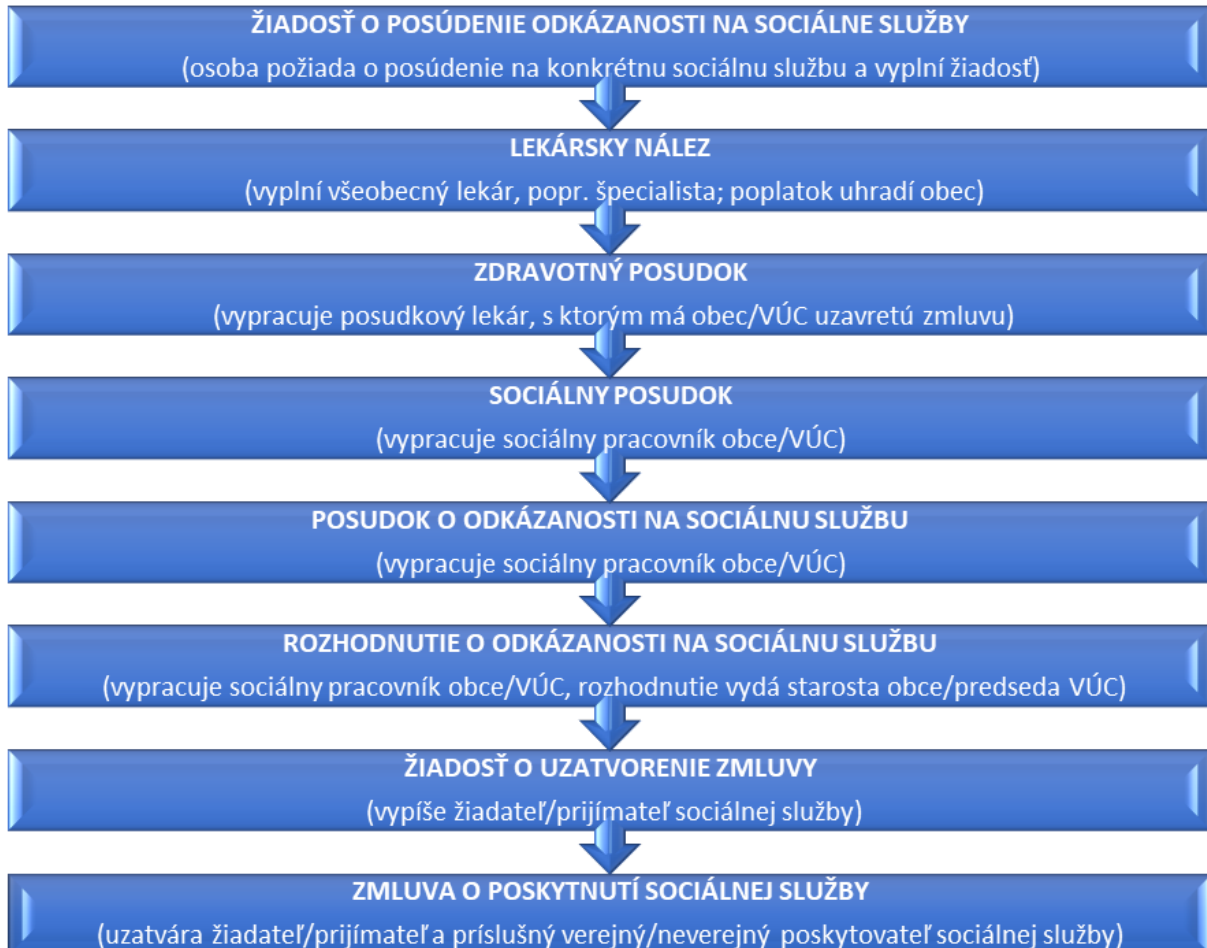 ŽIADOSŤ O POSÚDENIE ODKÁZANOSTI NA SOCIÁLNE SLUŽBY
(osoba požiada o posúdenie na konkrétnu sociálnu službu a vyplní žiadosť)
LEKÁRSKY NÁLEZ
(vyplní všeobecný lekár, popr. špecialista; poplatok uhradí obec)
ZDRAVOTNÝ POSUDOK
(vypracuje posudkový lekár, s ktorým má obec/VÚC uzavretú zmluvu)
SOCIÁLNY POSUDOK
(vypracuje sociálny pracovník obce/VÚC)
POSUDOK O ODKÁZANOSTI NA SOCIÁLNU SLUŽBU
(vypracuje sociálny pracovník obce/VÚC)
ROZHODNUTIE O ODKÁZANOSTI NA SOCIÁLNU SLUŽBU
(vypracuje sociálny pracovník obce/VÚC, rozhodnutie vydá starosta obce/predseda VÚC)
ŽIADOSŤ O UZATVORENIE ZMLUVY
(vypíše žiadateľ/prijímateľ sociálnej služby)
ZMLUVA O POSKYTNUTÍ SOCIÁLNEJ SLUŽBY
(uzatvára žiadateľ/prijímateľ a príslušný verejný/neverejný poskytovateľ sociálnej služby)